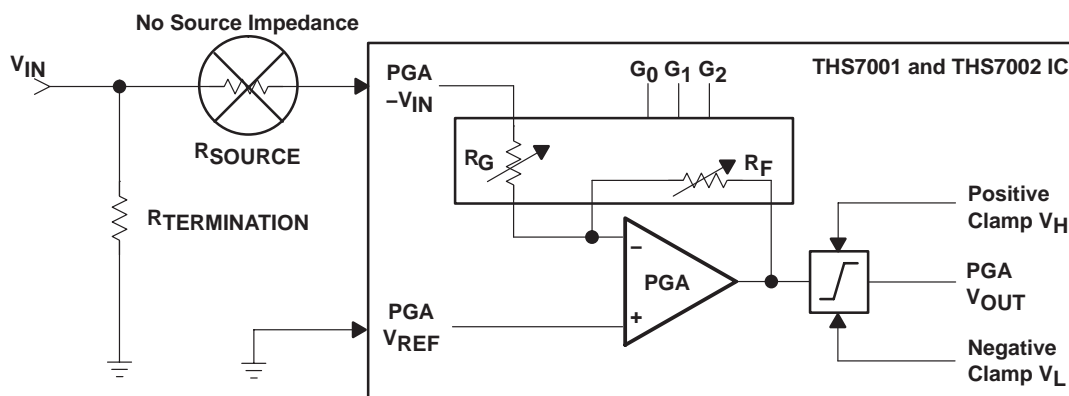 No Source Impedance
VIN
RSOURCE
RTERMINATION
THS7001 and THS7002 IC
PGA
–VIN
G0 G1 G2
RG
RF
–
PGA
+
PGA
VREF
Positive
Clamp VH
PGA
VOUT
Negative
Clamp VL